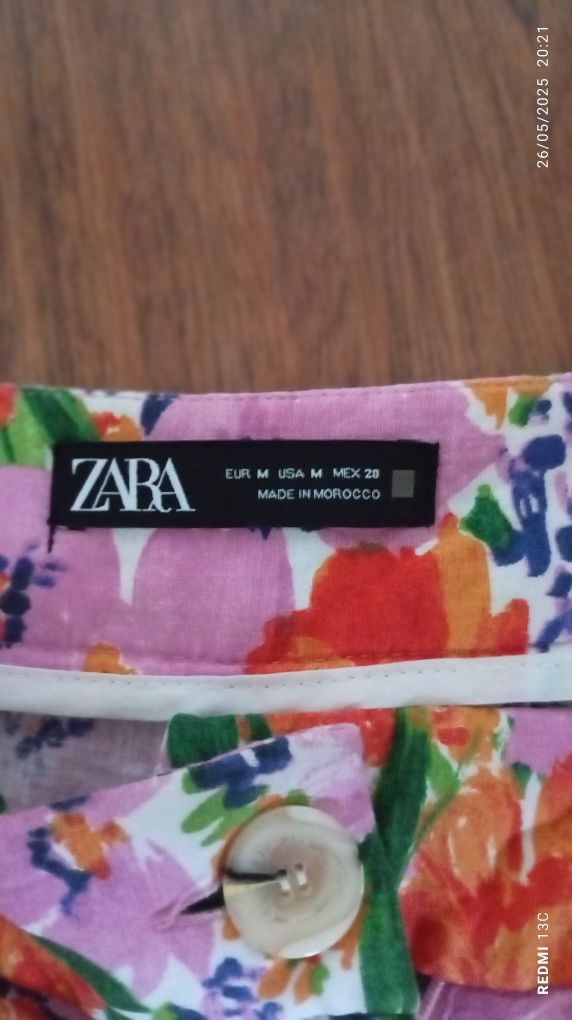 26/05/2025 20:21
ZARA
EUR M USA M MEX 28
MADE IN MOROCCO
REDMI 13C